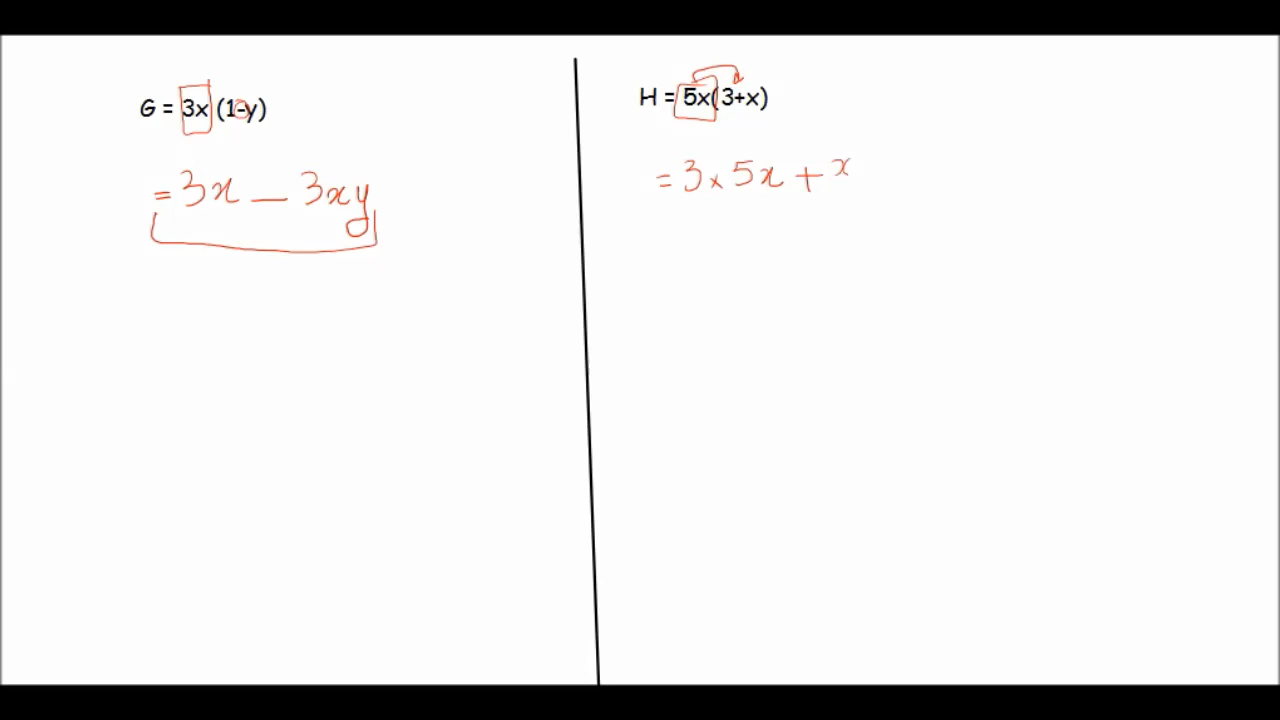 G = 3x (1-y)
= 3x - 3xy
H = 5x(3+x)
= 3 × 5x + x